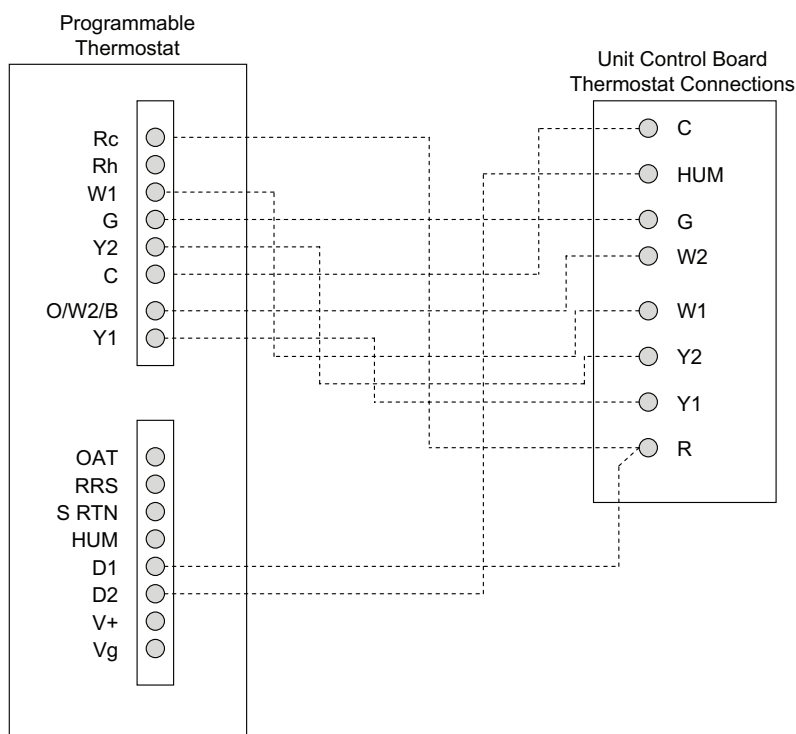 Programmable
Thermostat
Rc
Rh
W1
G
Y2
C
O/W2/B
Y1
OAT
RRS
S RTN
HUM
D1
D2
V+
Vg
Unit Control Board
Thermostat Connections
C
HUM
G
W2
W1
Y2
Y1
R